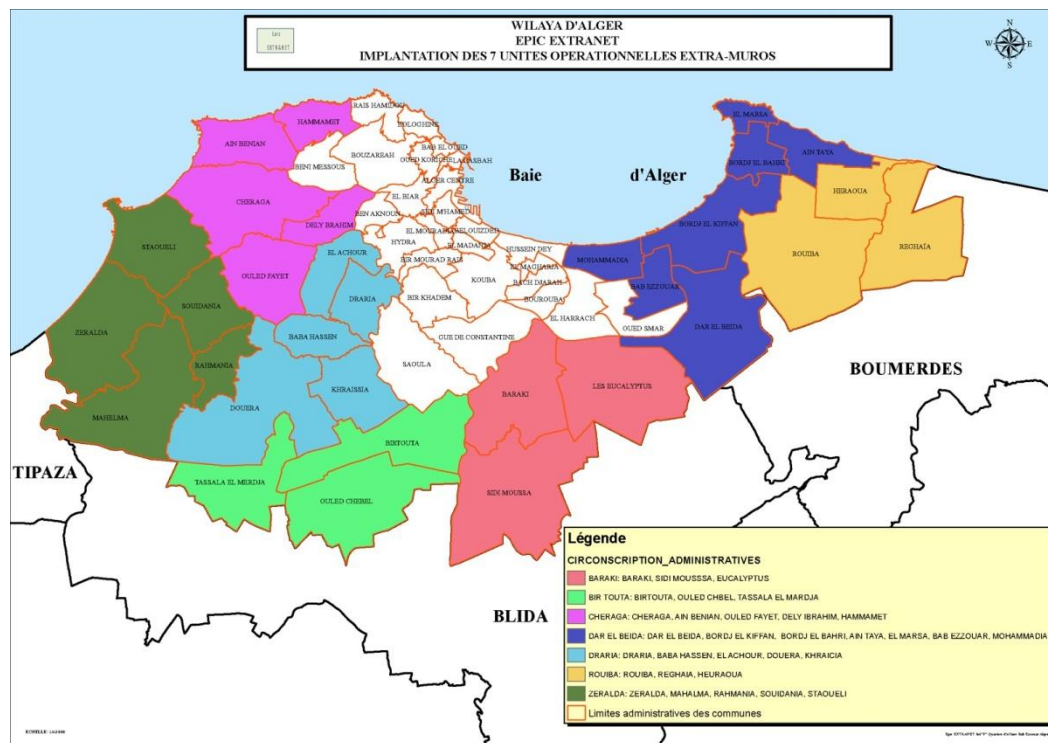 WILAYA D'ALGER
EPIC EXTRANET
IMPLANTATION DES 7 UNITES OPERATIONNELLES EXTRA-MUROS
EXTRANET
N
W
E
S
RAIS HAMIDOU
HAMMAMET
BOLOGHINE
EL MARSA
AIN BENIAN
BAB EL OUED
BOUZAREAH
OUED KORICHE
BENI MESSOUS
BORDJ EL BAHRI
AIN TAYA
ALGER CENTRE
Baie
d'Alger
HERAOUA
EL BIAR
CHERAGA
BEN AKNOUN
DELY BRAHIM
BORDJ EL KIFFAN
STAOUELI
HYDRA
EL MADANIA
HUSSEIN DEY
REGHAIA
EL ACHOUR
ROUIBA
BIR MOURAD RAIS
MOHAMMADIA
EL MAGHARIA
OULED FAYET
KOUBA
BACH DJARAH
BAB EZZOUAR
BIR KHADEM
BOUROUBA
DRARIA
SOUIDANIA
EL HARRACH
ZERALDA
OUED SMAR
DAR EL BEIDA
BABA HASSEN
GUE DE CONSTANTINE
SAOULA
RAHMANIA
BOUMERDES
LES EUCALYPTUS
KHRAISSIA
BARAKI
DOUERA
MAHELMA
BIRTOUTA
TIPAZA
TASSALA EL MERDJA
SIDI MOUSSA
OULED CHEBEL
BLIDA
Légende
CIRCONSCRIPTION_ADMINISTRATIVES
BARAKI: BARAKI, SIDI MOUSSSA, EUCALYPTUS
BIR TOUTA: BIRTOUTA, OULED CHBEL, TASSALA EL MARDJA
CHERAGA: CHERAGA, AIN BENIAN, OULED FAYET, DELY IBRAHIM, HAMMAMET
DAR EL BEIDA: DAR EL BEIDA, BORDJ EL KIFFAN, BORDJ EL BAHRI, AIN TAYA, EL MARSA, BAB EZZOUAR, MOHAMMADIA
DRARIA: DRARIA, BABA HASSEN, EL ACHOUR, DOUERA, KHRAICIA
ROUIBA: ROUIBA, REGHAIA, HEURAOUA
ZERALDA: ZERALDA, MAHALMA, RAHMANIA, SOUIDANIA, STAOUELI
Limites administratives des communes